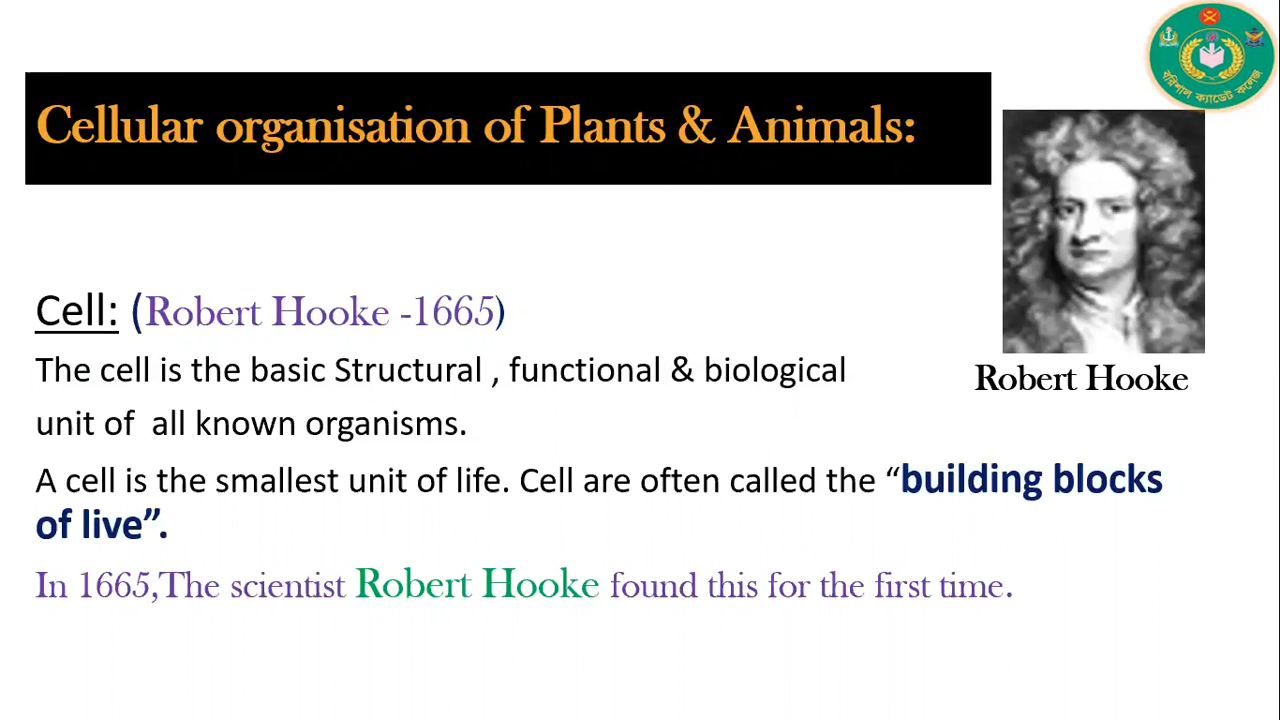 Cellular organisation of Plants & Animals:
বরিশাল ক্যাডেট কলেজ
Cell: (Robert Hooke -1665)
The cell is the basic Structural , functional & biological
unit of all known organisms.
Robert Hooke
A cell is the smallest unit of life. Cell are often called the “building blocks
of live”.
In 1665,The scientist Robert Hooke found this for the first time.